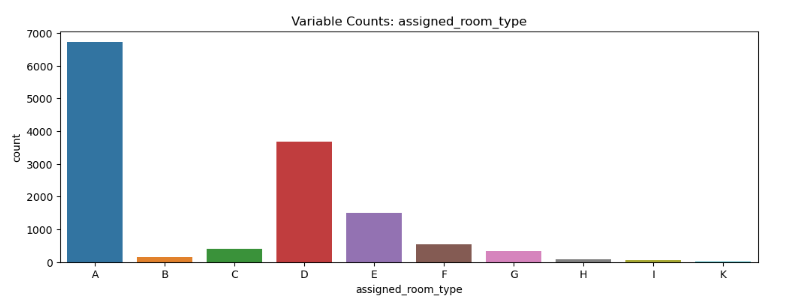 Variable Counts: assigned_room_type
7000
6000
5000
4000
3000
2000
1000
0
count
A B C D E F G H I K
assigned_room_type